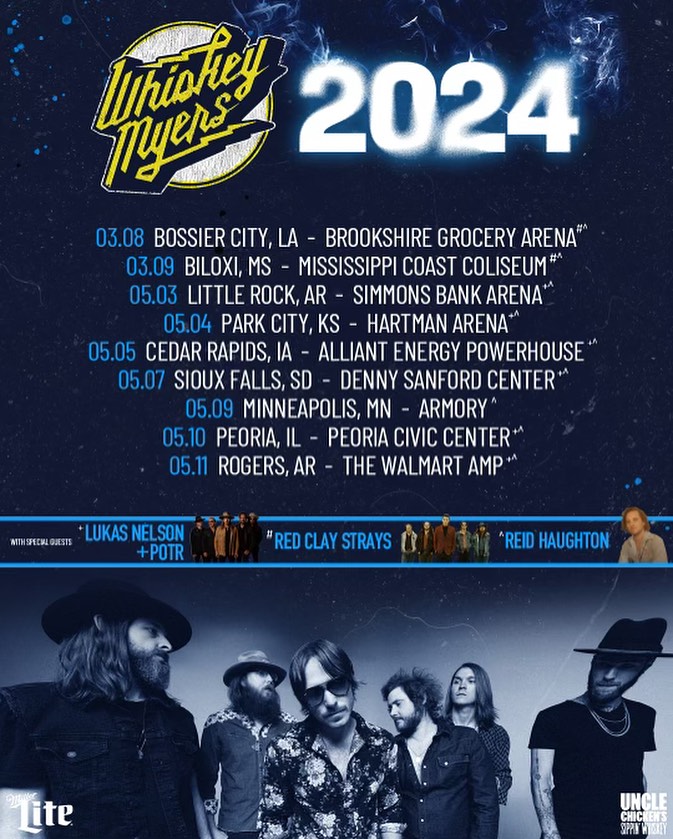 Whiskey
Myers
2024
03.08 BOSSIER CITY, LA - BROOKSHIRE GROCERY ARENA#^
03.09 BILOXI, MS - MISSISSIPPI COAST COLISEUM#^
05.03 LITTLE ROCK, AR - SIMMONS BANK ARENA+^
05.04 PARK CITY, KS - HARTMAN ARENA+^
05.05 CEDAR RAPIDS, IA - ALLIANT ENERGY POWERHOUSE+^
05.07 SIOUX FALLS, SD - DENNY SANFORD CENTER+^
05.09 MINNEAPOLIS, MN - ARMORY^
05.10 PEORIA, IL - PEORIA CIVIC CENTER+^
05.11 ROGERS, AR - THE WALMART AMP+^
WITH SPECIAL GUESTS
+LUKAS NELSON
+POTR
#RED CLAY STRAYS
^REID HAUGHTON
Miller
Lite
UNCLE
CHICKEN'S
SIPPIN' WHISKEY